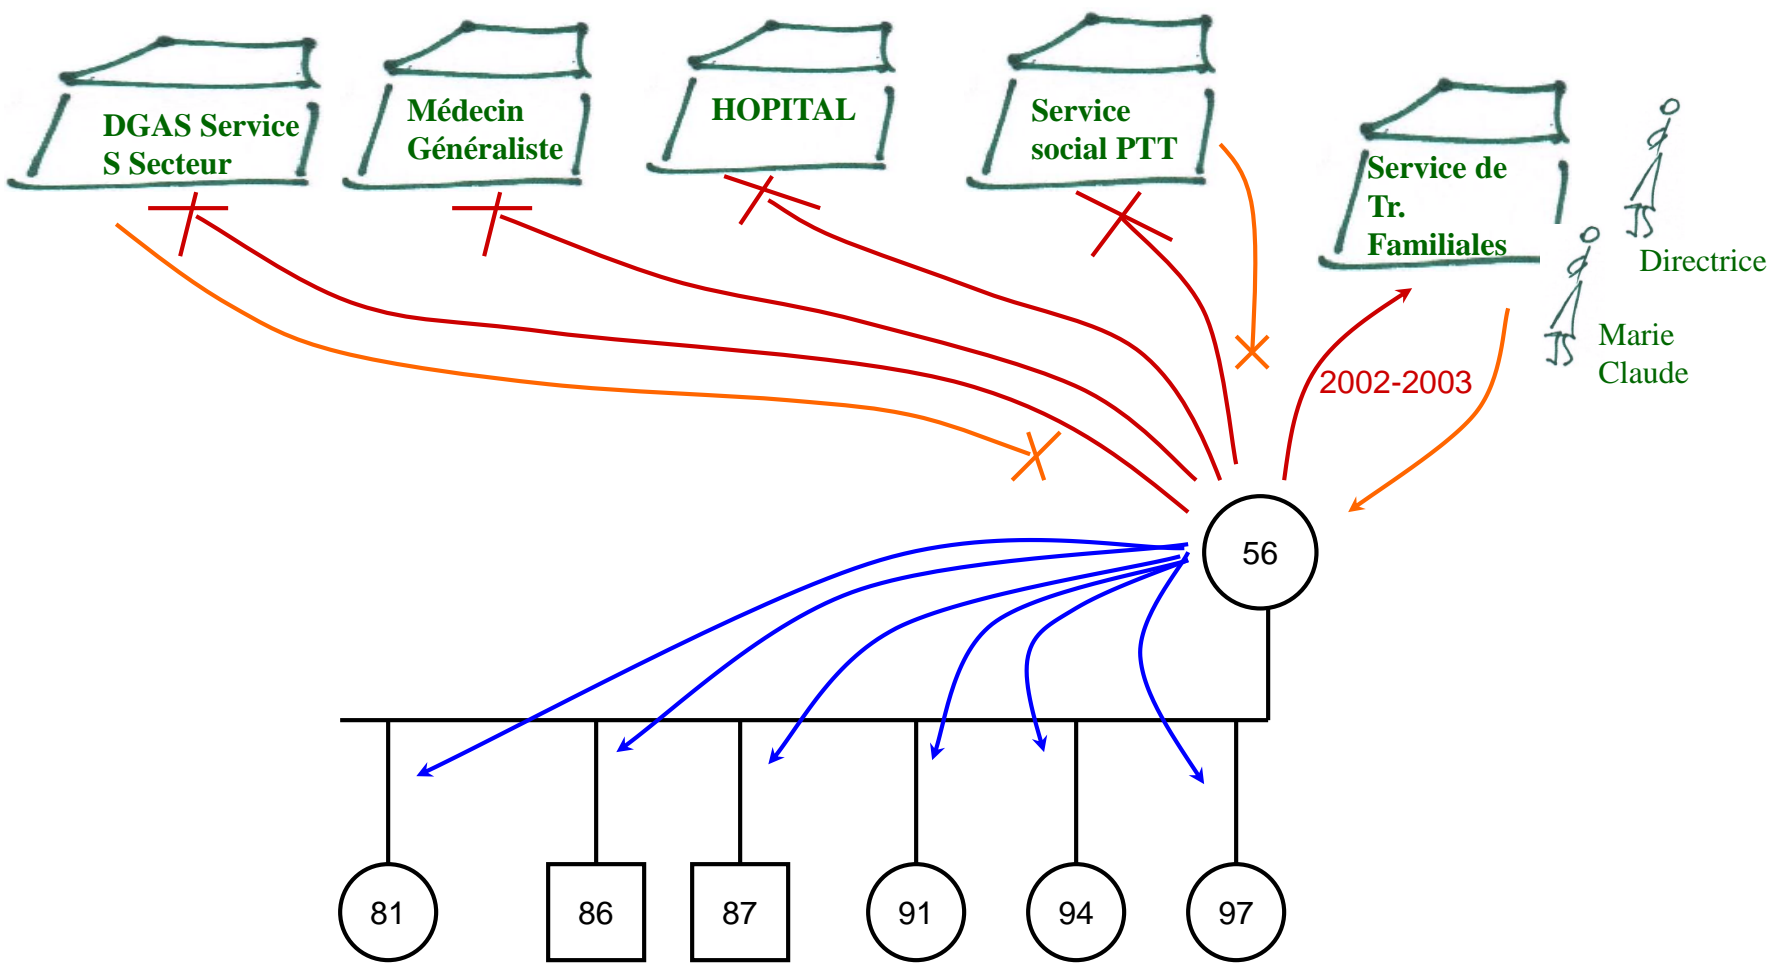 DGAS Service
S Secteur
Médecin
Généraliste
HOPITAL
Service
social PTT
Service de
Tr.
Familiales
Directrice
Marie
Claude
2002-2003
56
81
86
87
91
94
97